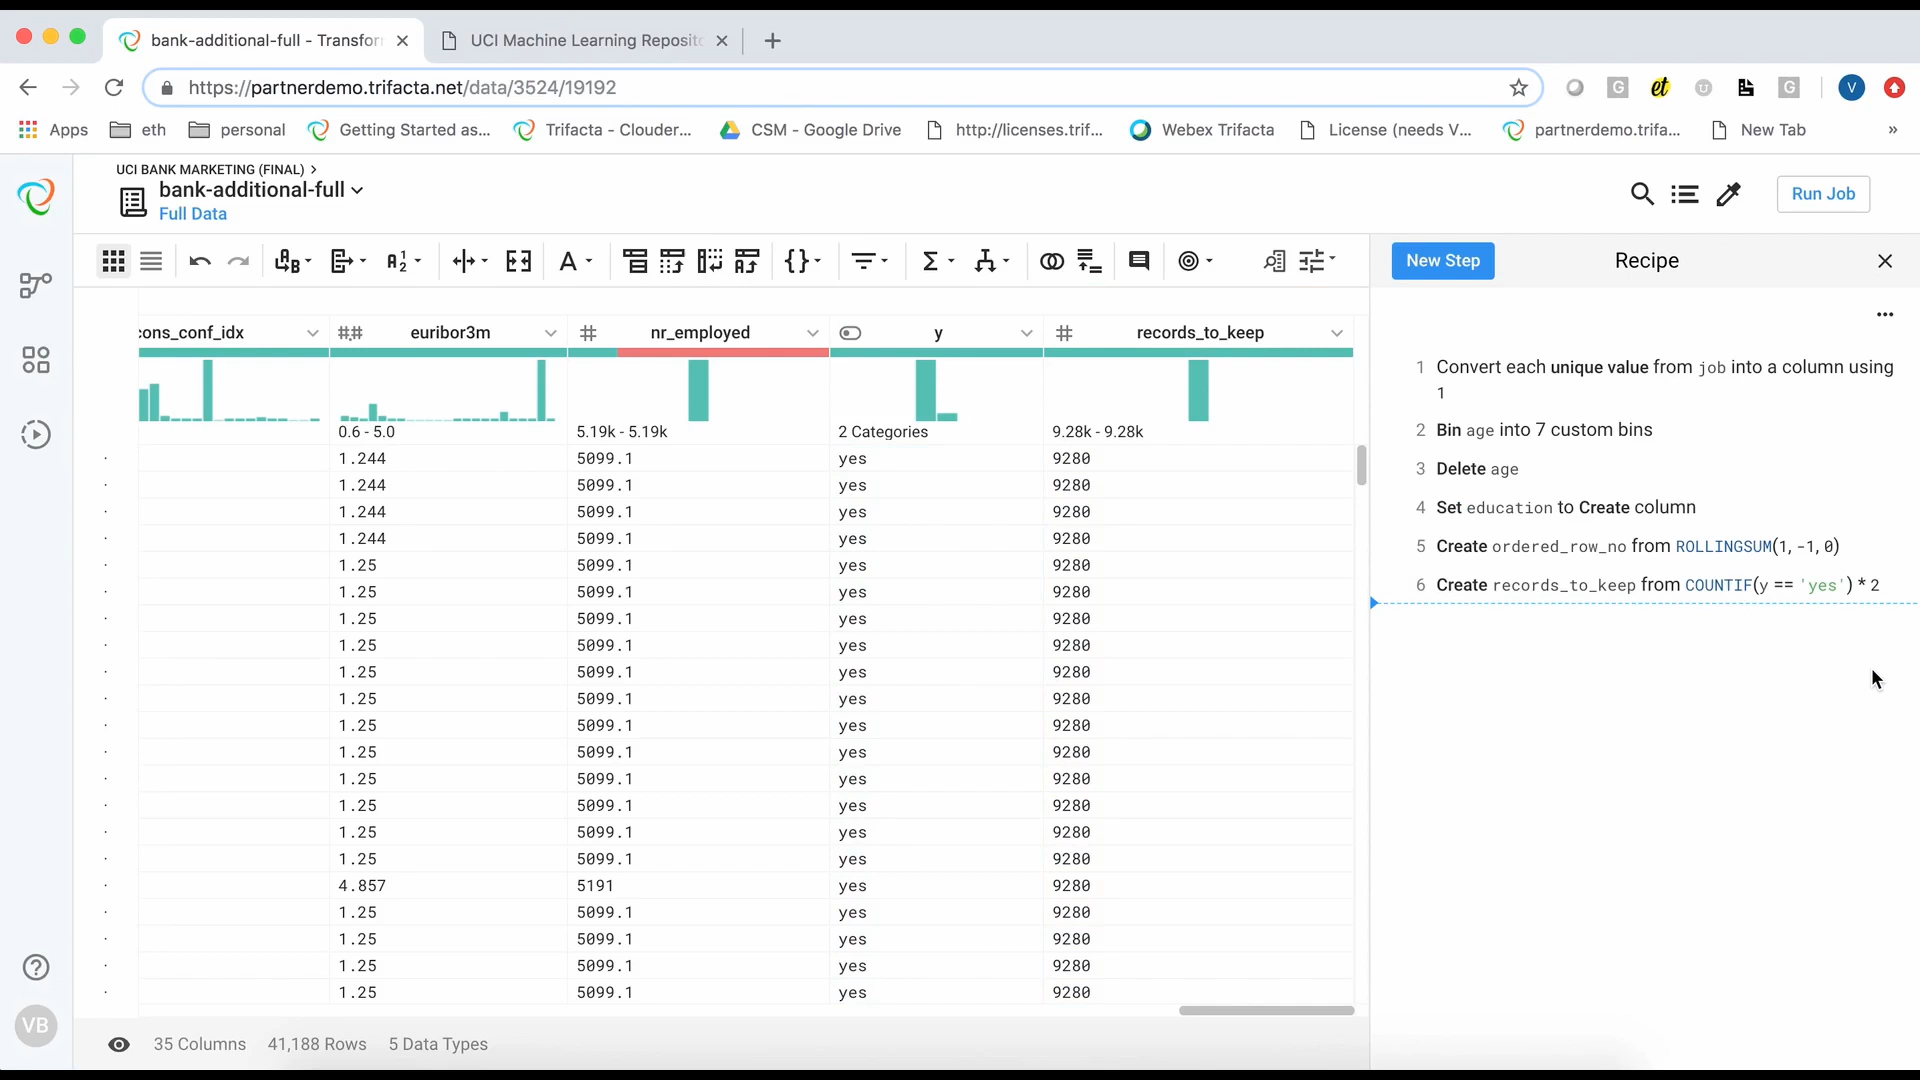 bank-additional-full - Transfor
UCI Machine Learning Reposito
https://partnerdemo.trifacta.net/data/3524/19192
G
et
U
G
V
Apps
eth
personal
Getting Started as...
Trifacta - Clouder...
CSM - Google Drive
http://licenses.trif...
Webex Trifacta
License (needs V...
partnerdemo.trifa...
New Tab
»
UCI BANK MARKETING (FINAL) >
bank-additional-full
Full Data
Run Job
New Step
Recipe
cons_conf_idx
## euribor3m
# nr_employed
y
# records_to_keep
0.6 - 5.0 5.19k - 5.19k 2 Categories 9.28k - 9.28k
1.244 5099.1 yes 9280
1.244 5099.1 yes 9280
1.244 5099.1 yes 9280
1.244 5099.1 yes 9280
1.25 5099.1 yes 9280
1.25 5099.1 yes 9280
1.25 5099.1 yes 9280
1.25 5099.1 yes 9280
1.25 5099.1 yes 9280
1.25 5099.1 yes 9280
1.25 5099.1 yes 9280
1.25 5099.1 yes 9280
1.25 5099.1 yes 9280
1.25 5099.1 yes 9280
1.25 5099.1 yes 9280
1.25 5099.1 yes 9280
4.857 5191 yes 9280
1.25 5099.1 yes 9280
1.25 5099.1 yes 9280
1.25 5099.1 yes 9280
1.25 5099.1 yes 9280
1 Convert each unique value from job into a column using
1
2 Bin age into 7 custom bins
3 Delete age
4 Set education to Create column
5 Create ordered_row_no from ROLLINGSUM(1, -1, 0)
6 Create records_to_keep from COUNTIF(y == 'yes') * 2
VB
35 Columns 41,188 Rows 5 Data Types